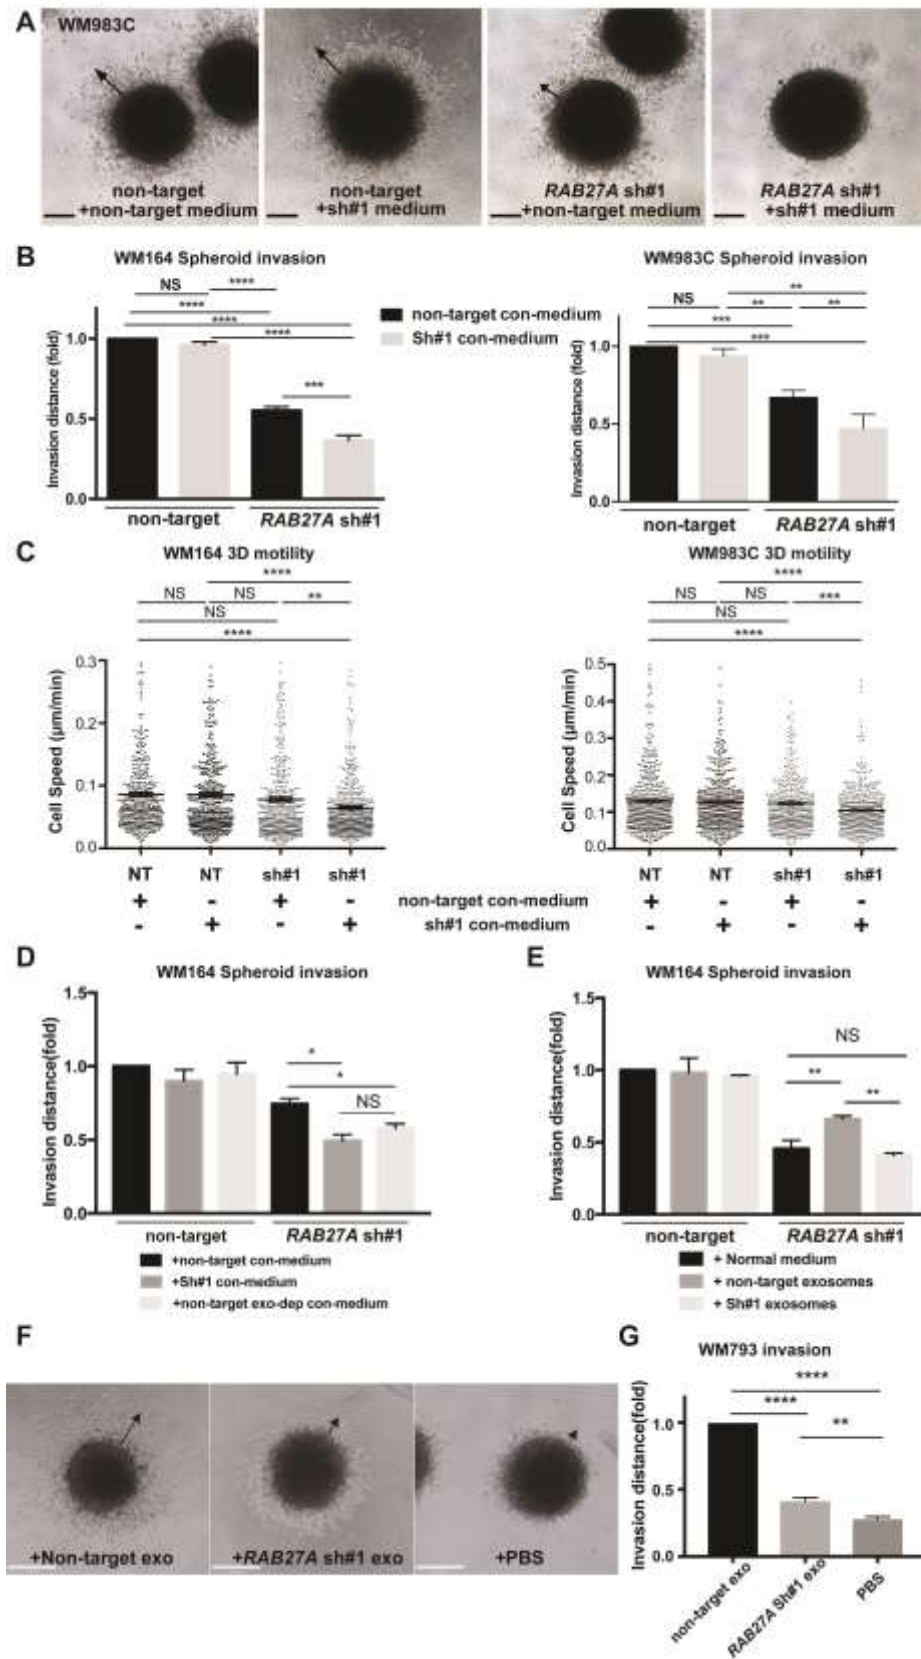 A
WM983C
non-target
+non-target medium
non-target
+sh#1 medium
RAB27A sh#1
+non-target medium
RAB27A sh#1
+sh#1 medium
B
WM164 Spheroid invasion
NS
****
****
****
****
***
Invasion distance (fold)
1.0
0.5
0.0
non-target
RAB27A sh#1
non-target con-medium
Sh#1 con-medium
WM983C Spheroid invasion
**
NS
**
**
***
***
Invasion distance (fold)
1.0
0.5
0.0
non-target
RAB27A sh#1
C
WM164 3D motility
****
NS
NS
**
NS
****
Cell Speed (µm/min)
0.3
0.2
0.1
0.0
NT
NT
sh#1
sh#1
+
-
+
-
non-target con-medium
-
+
-
+
sh#1 con-medium
WM983C 3D motility
****
NS
NS
***
NS
****
Cell Speed (µm/min)
0.5
0.4
0.3
0.2
0.1
0.0
NT
NT
sh#1
sh#1
+
-
+
-
-
+
-
+
D
WM164 Spheroid invasion
Invasion distance(fold)
1.5
1.0
0.5
0.0
*
*
NS
non-target
RAB27A sh#1
+non-target con-medium
+Sh#1 con-medium
+non-target exo-dep con-medium
E
WM164 Spheroid invasion
Invasion distance(fold)
1.5
1.0
0.5
0.0
NS
**
**
non-target
RAB27A sh#1
+ Normal medium
+ non-target exosomes
+ Sh#1 exosomes
F
+Non-target exo
+RAB27A sh#1 exo
+PBS
G
WM793 invasion
****
****
**
Invasion distance(fold)
1.0
0.5
0.0
non-target exo
RAB27A Sh#1 exo
PBS